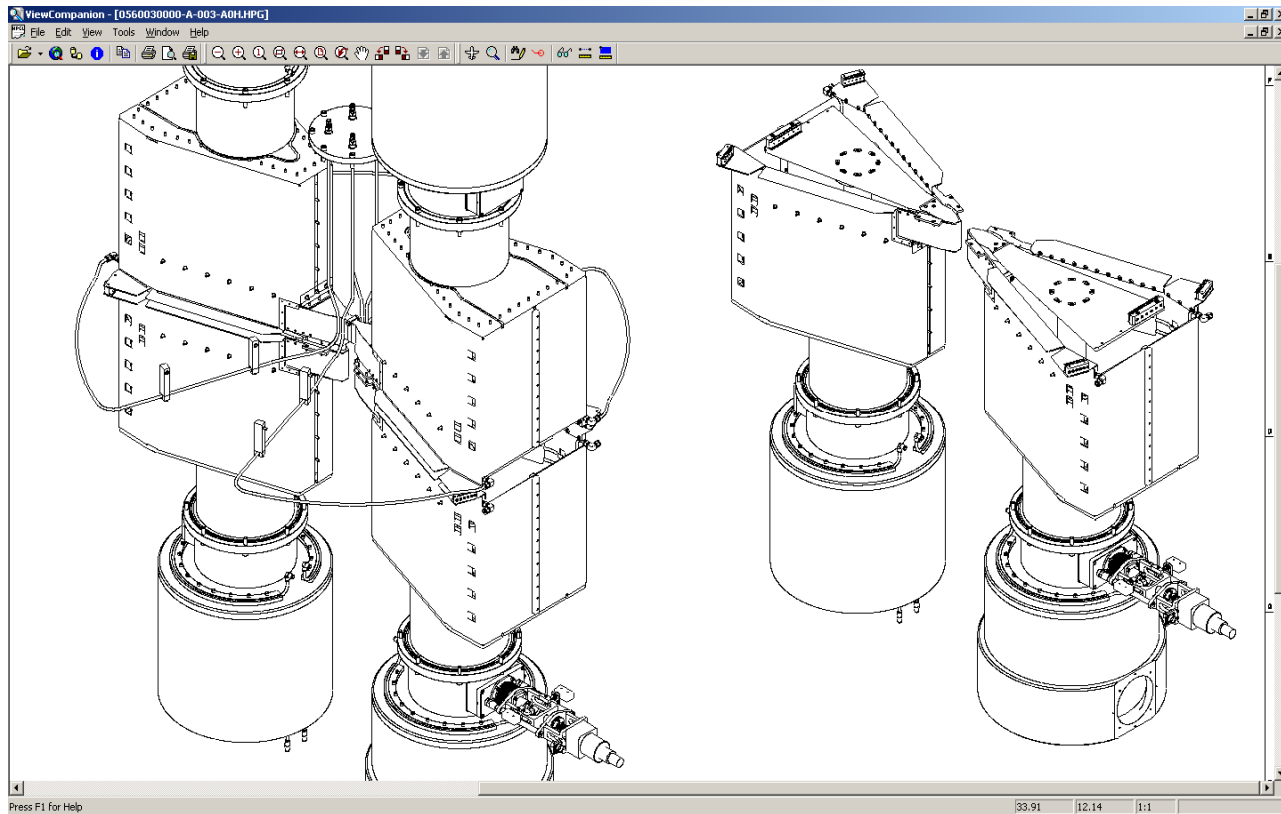 ViewCompanion - [0560030000-A-003-A0H.HPG]
File Edit View Tools Window Help
Press F1 for Help
33.91 12.14 1:1